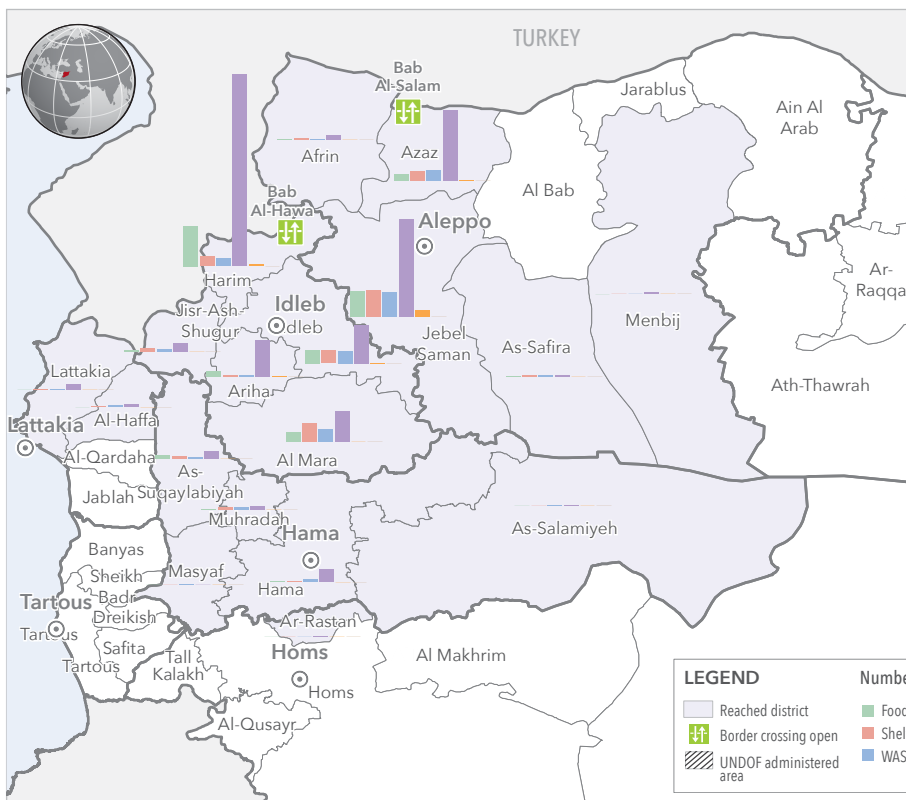 TURKEY
Bab
Al-Salam
Jarablus
Ain Al
Arab
Afrin
Azaz
Al Bab
Bab
Al-Hawa
Aleppo
Ar-
Raqqa
Harim
Jisr-Ash-
Shugur
Idleb
Idleb
Jebel
Saman
Menbij
As-Safira
Lattakia
Ariha
Ath-Thawrah
Al-Haffa
Lattakia
Al-Qardaha
Al Mara
As-
Suqaylabiyah
Jablah
Muhradah
As-Salamiyeh
Hama
Banyas
Masyaf
Sheikh
Badr
Hama
Tartous
Dreikish
Ar-Rastan
Tartous
Safita
Tall
Kalakh
Homs
Al Makhrim
Tartous
Homs
Al-Qusayr
LEGEND
Reached district
Border crossing open
UNDOF administered
area
Numbe
Food
Shel
WAS